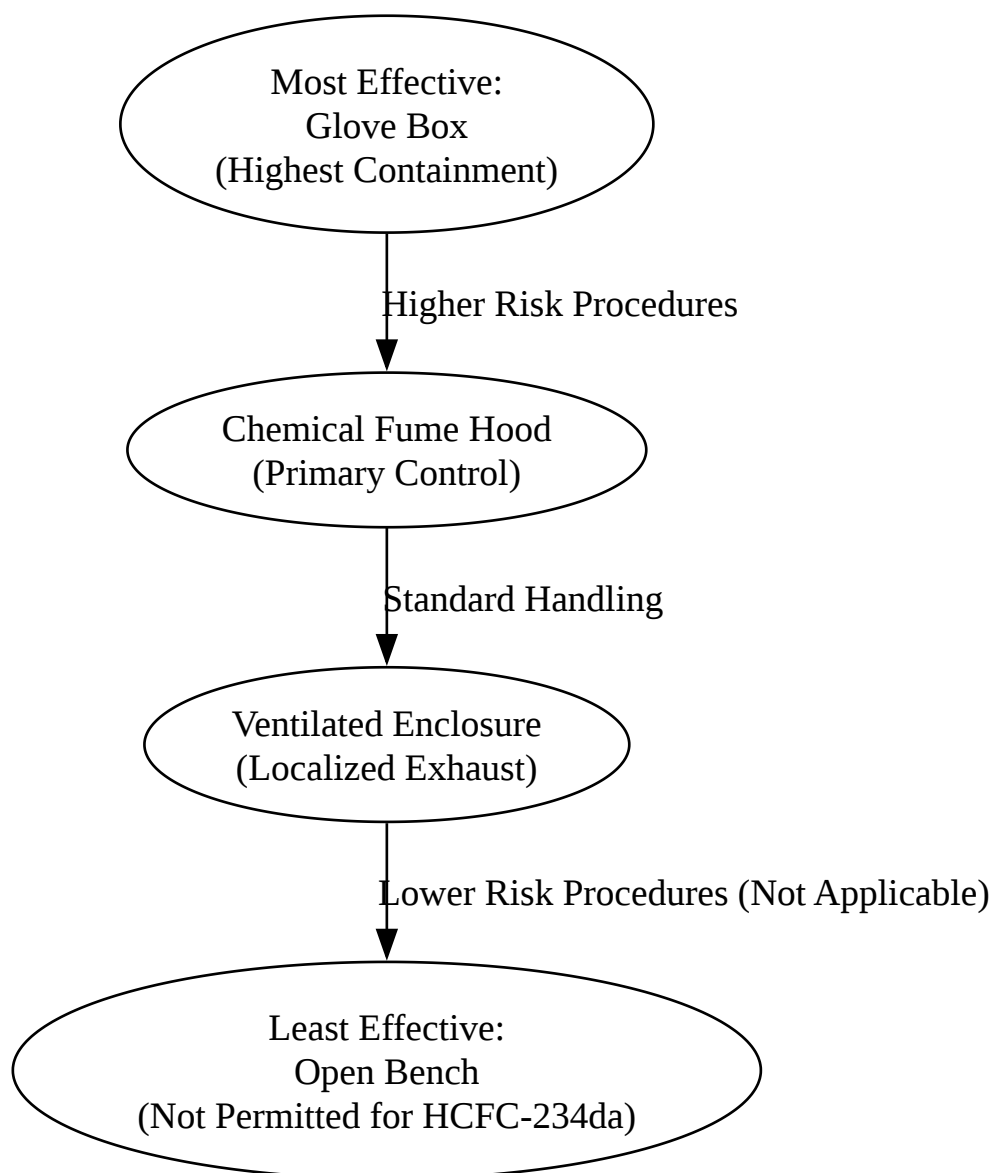 Most Effective:
Glove Box
(Highest Containment)
Higher Risk Procedures
Chemical Fume Hood
(Primary Control)
Standard Handling
Ventilated Enclosure
(Localized Exhaust)
Lower Risk Procedures (Not Applicable)
Least Effective:
Open Bench
(Not Permitted for HCFC-234da)